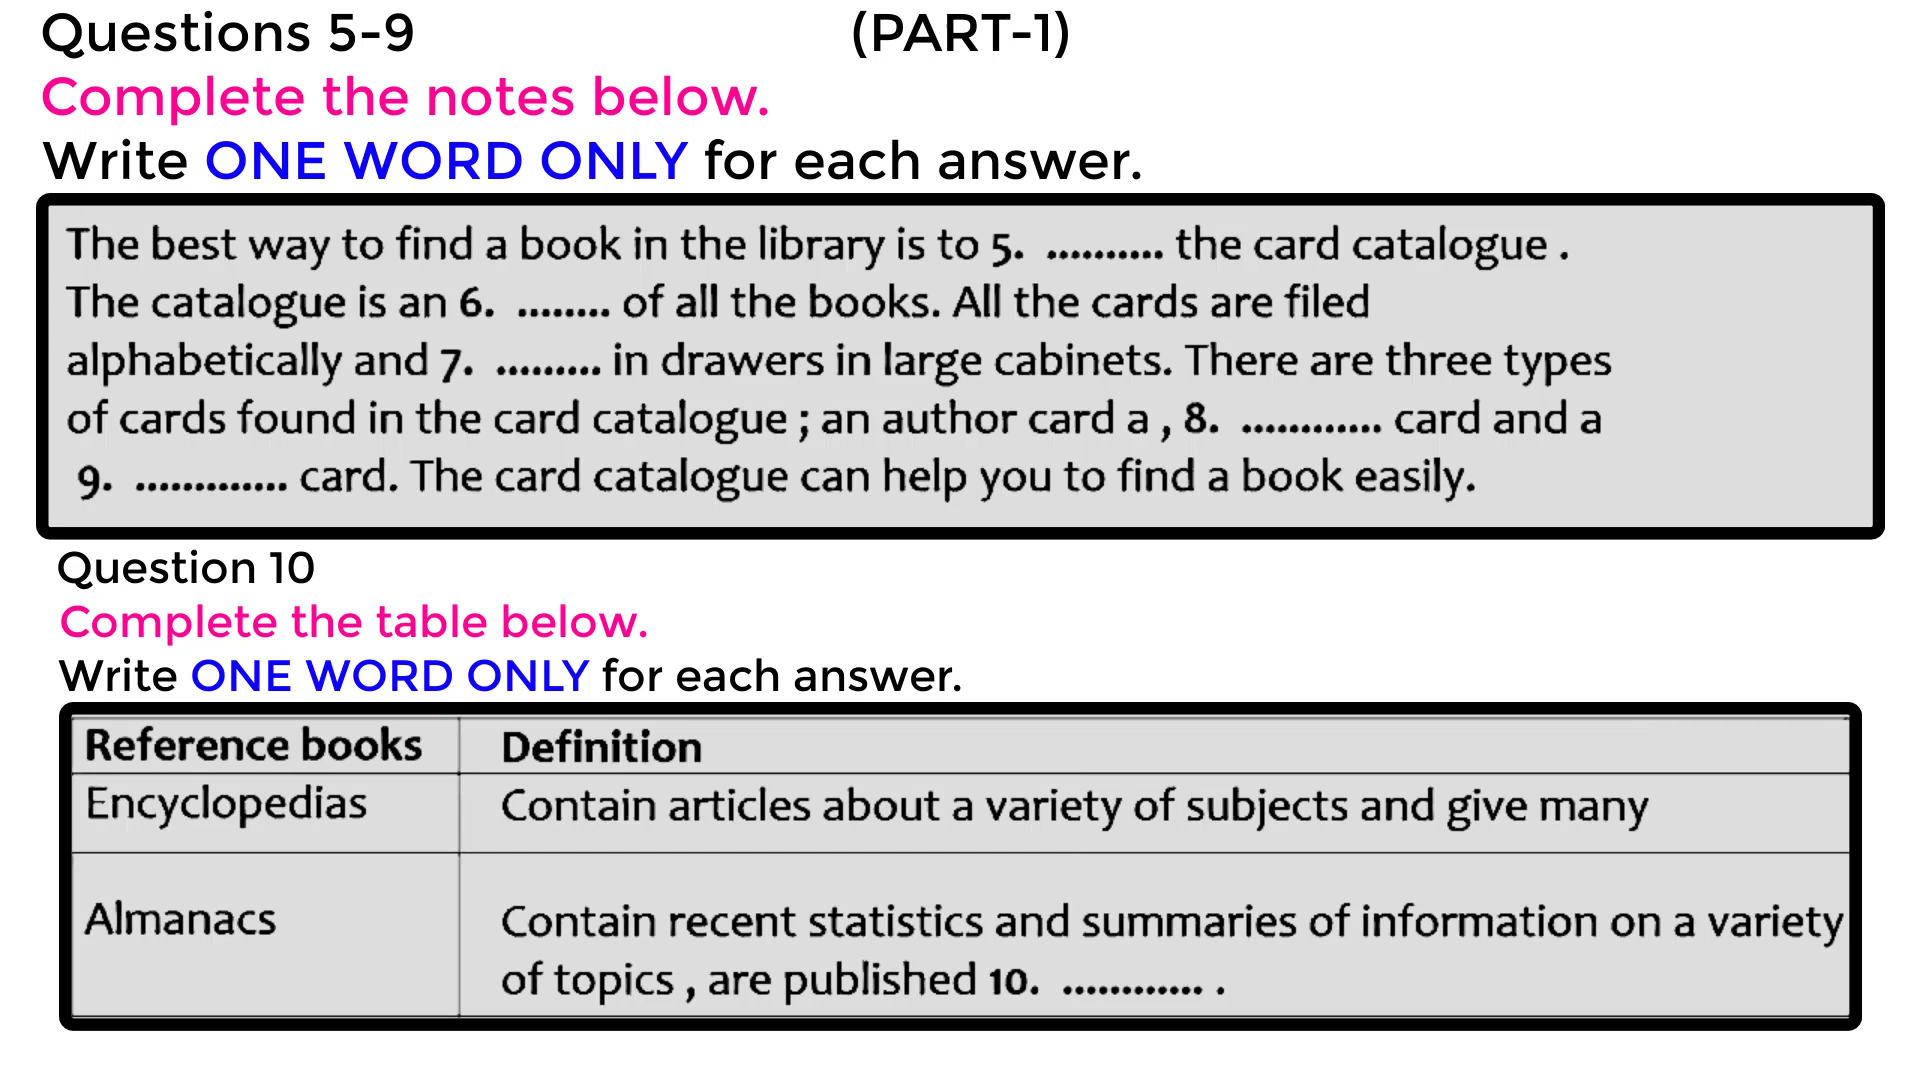 Questions 5-9 (PART-1)
Complete the notes below.
Write ONE WORD ONLY for each answer.
The best way to find a book in the library is to 5. .......... the card catalogue .
The catalogue is an 6. ........ of all the books. All the cards are filed
alphabetically and 7. ......... in drawers in large cabinets. There are three types
of cards found in the card catalogue ; an author card a , 8. ............ card and a
9. ............. card. The card catalogue can help you to find a book easily.
Question 10
Complete the table below.
Write ONE WORD ONLY for each answer.
Reference books Definition
Encyclopedias Contain articles about a variety of subjects and give many
Almanacs Contain recent statistics and summaries of information on a variety
of topics , are published 10. ............ .